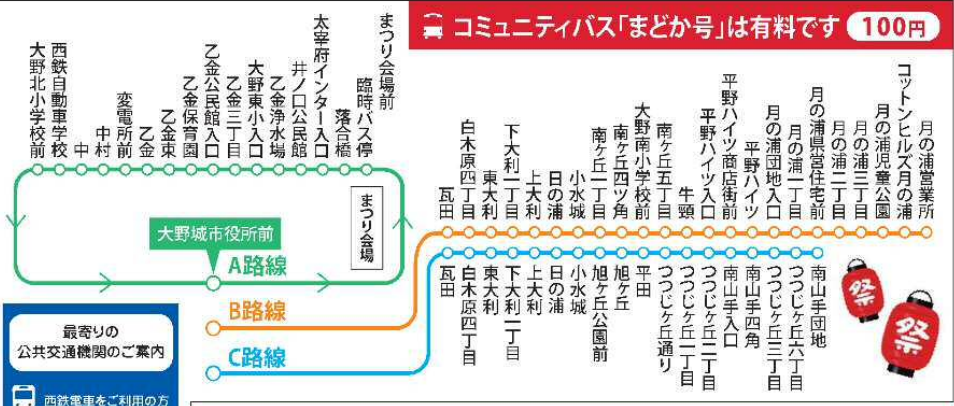 コミュニティバス「まどか号」は有料です 100円
大野北小学校前
西鉄自動車学校
中
中村
変電所前
乙金
乙金東
乙金保育園
乙金公民館入口
乙金三丁目
大野東小入口
乙金浄水場
井ノ口公民館
太宰府インター入口
落合橋
臨時バス停
まつり会場前
まつり会場
大野城市役所前
A路線
B路線
C路線
瓦田
白木原四丁目
東大利
下大利一丁目
上大利
日の浦
小水城
南ヶ丘一丁目
南ヶ丘四ツ角
大野南小学校前
南ヶ丘五丁目
牛頸
平野ハイツ入口
平野ハイツ商店街前
平野ハイツ
月の浦団地入口
月の浦一丁目
月の浦県営住宅前
月の浦二丁目
月の浦三丁目
月の浦児童公園
コットンヒルズ月の浦
月の浦営業所
瓦田
白木原四丁目
東大利
下大利一丁目
上大利
日の浦
小水城
旭ヶ丘公園前
旭ヶ丘
平田
つつじヶ丘通り
つつじヶ丘一丁目
つつじヶ丘二丁目
南山手入口
南山手四角
つつじヶ丘三丁目
つつじヶ丘六丁目
南山手団地
祭
祭
最寄りの
公共交通機関のご案内
西鉄電車をご利用の方